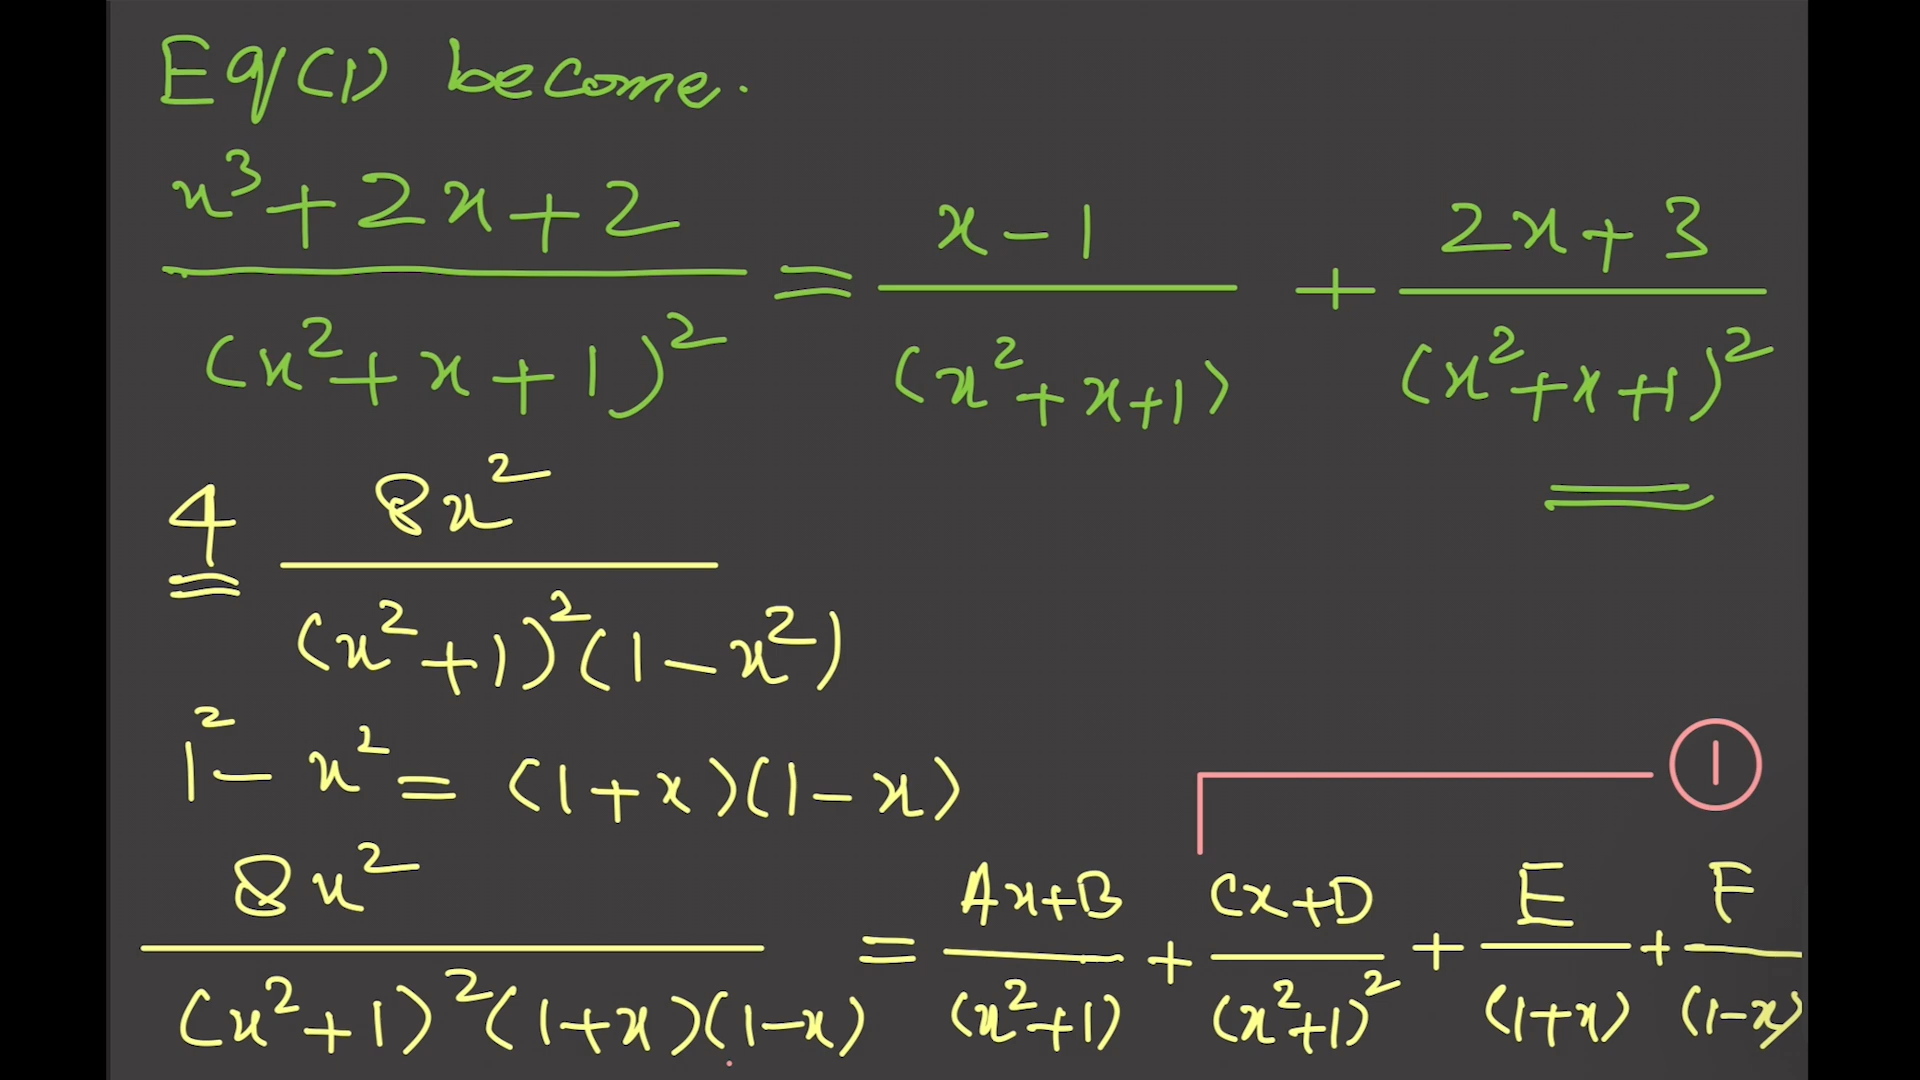 Eq(1) become.
x³+2x+2 / (x²+x+1)² = x-1 / (x²+x+1) + 2x+3 / (x²+x+1)²
4 8x² / (x²+1)²(1-x²)
1²-x² = (1+x)(1-x)
1
8x² / (x²+1)²(1+x)(1-x) = Ax+B / (x²+1) + Cx+D / (x²+1)² + E / (1+x) + F / (1-x)